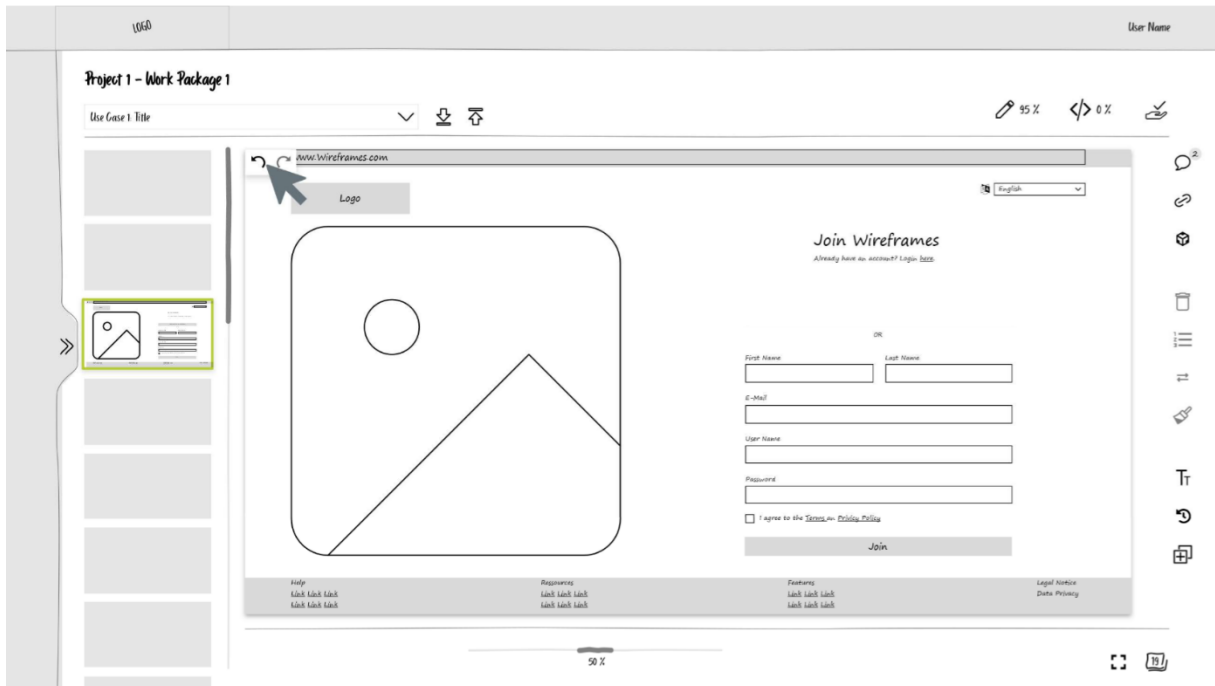 LOGO
User Name
Project 1 - Work Package 1
Use Case 1 Title
95 %
0 %
www.Wireframes.com
2
Logo
English
Join Wireframes
Already have an account? Login here.
OR
First Name Last Name
E-Mail
User Name
Password
I agree to the Terms an Privacy Policy
Join
Help Ressources Features Legal Notice
Link Link Link Link Link Link Link Link Link Data Privacy
Link Link Link Link Link Link Link Link Link
50 %
19